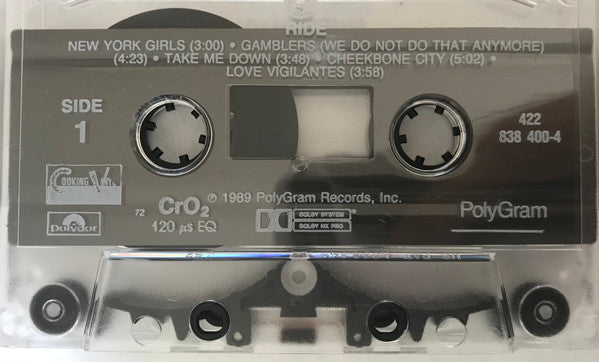 RIDE
NEW YORK GIRLS (3:00) • GAMBLERS (WE DO NOT DO THAT ANYMORE)
(4:23) • TAKE ME DOWN (3:48) • CHEEKBONE CITY (5:02) •
LOVE VIGILANTES (3:58)
SIDE
1
422
838 400-4
COOKING VINYL
polydor
72
CrO2
120 µs EQ
℗ 1989 PolyGram Records, Inc.
DOLBY SYSTEM
DOLBY HX PRO
PolyGram